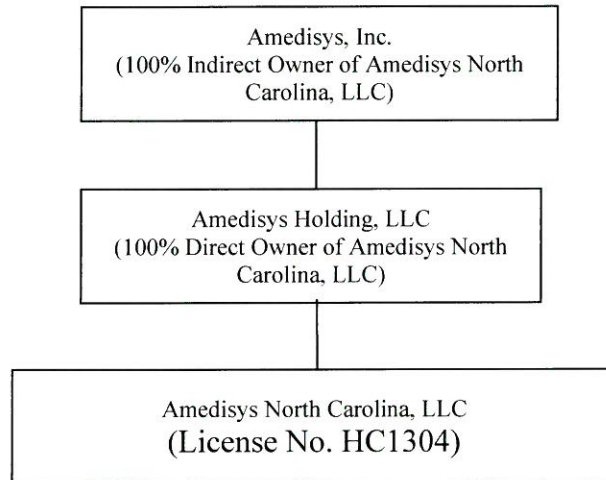 Amedisys, Inc.
(100% Indirect Owner of Amedisys North
Carolina, LLC)
Amedisys Holding, LLC
(100% Direct Owner of Amedisys North
Carolina, LLC)
Amedisys North Carolina, LLC
(License No. HC1304)